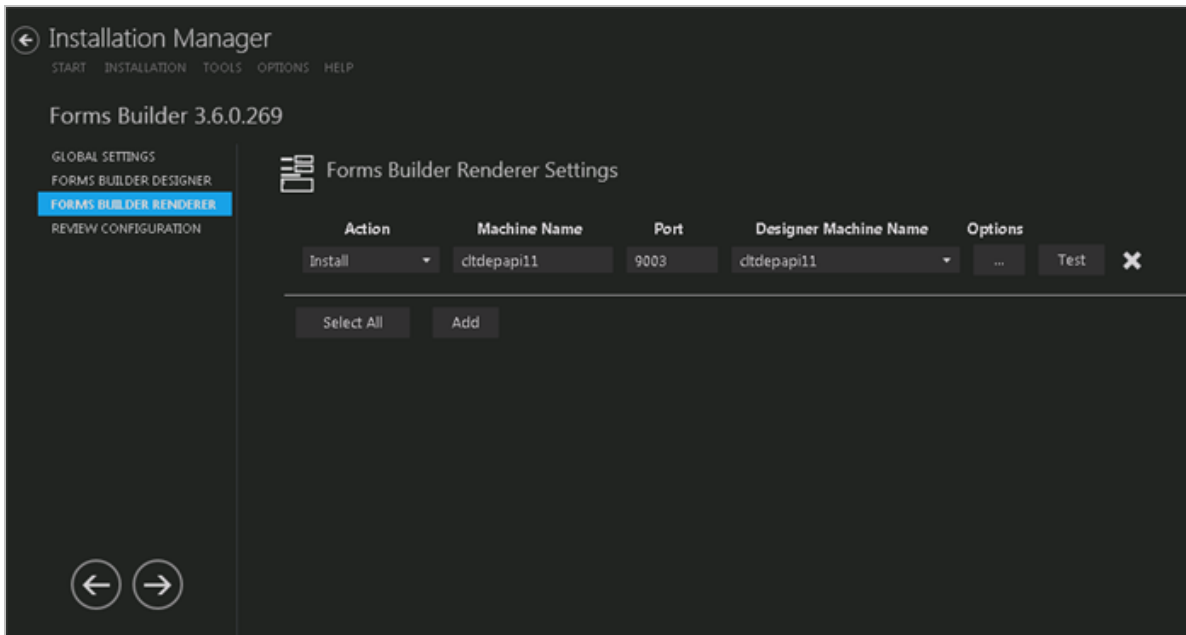 Installation Manager
START INSTALLATION TOOLS OPTIONS HELP
Forms Builder 3.6.0.269
GLOBAL SETTINGS
FORMS BUILDER DESIGNER
FORMS BUILDER RENDERER
REVIEW CONFIGURATION
Forms Builder Renderer Settings
Action Machine Name Port Designer Machine Name Options
Install cltdepapi11 9003 cltdepapi11 ... Test
Select All Add